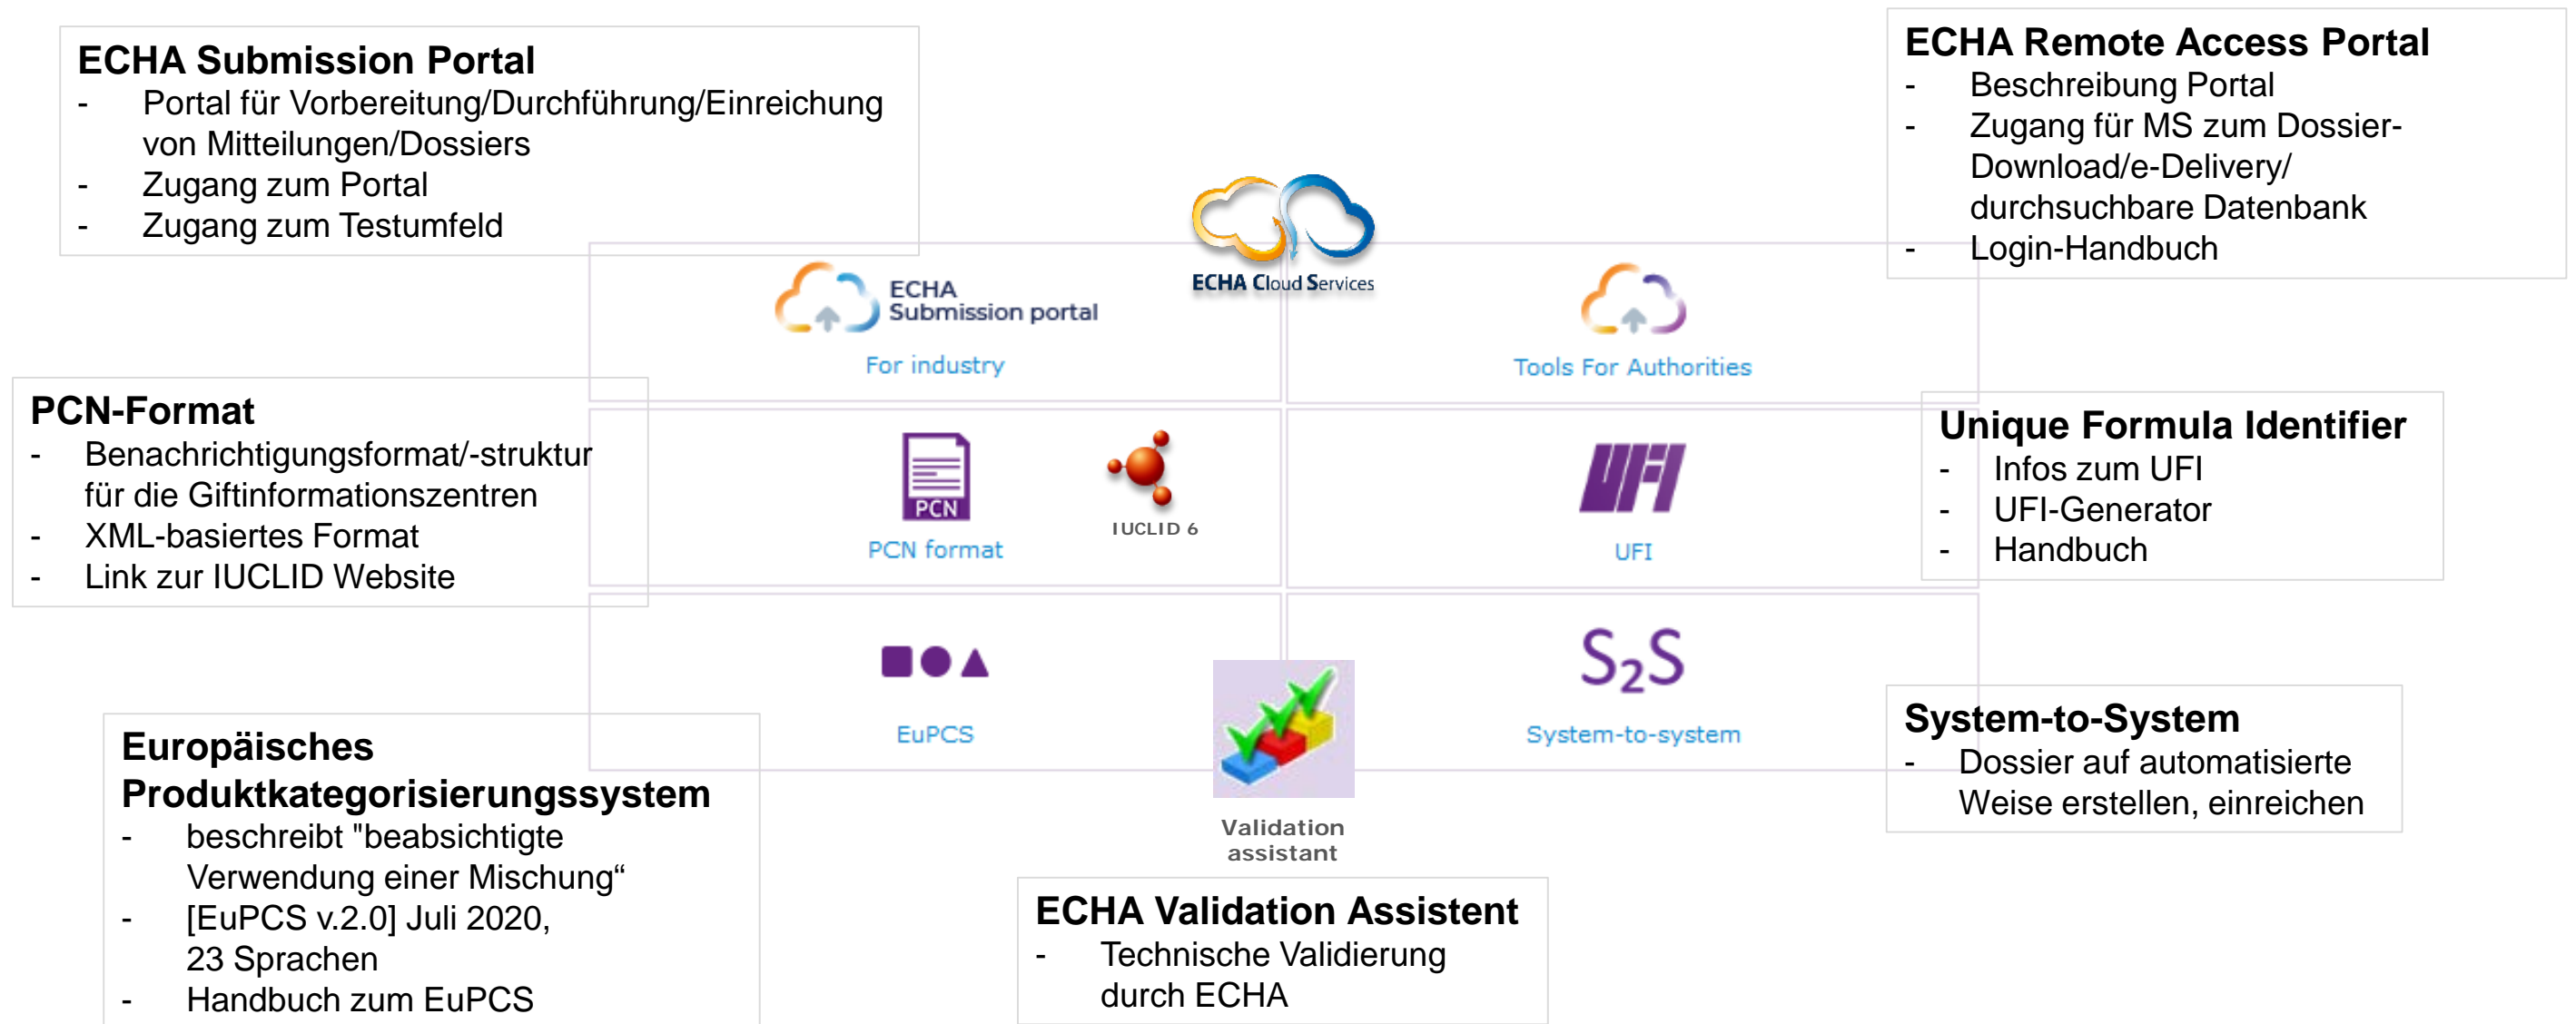 ECHA Submission Portal
- Portal für Vorbereitung/Durchführung/Einreichung
von Mitteilungen/Dossiers
- Zugang zum Portal
- Zugang zum Testumfeld
ECHA Remote Access Portal
- Beschreibung Portal
- Zugang für MS zum Dossier-
Download/e-Delivery/
durchsuchbare Datenbank
- Login-Handbuch
ECHA Cloud Services
ECHA
Submission portal
For industry
Tools For Authorities
PCN-Format
- Benachrichtigungsformat/-struktur
für die Giftinformationszentren
- XML-basiertes Format
- Link zur IUCLID Website
PCN
PCN format
IUCLID 6
UFI
UFI
Unique Formula Identifier
- Infos zum UFI
- UFI-Generator
- Handbuch
EuPCS
S2S
System-to-system
Europäisches
Produktkategorisierungssystem
- beschreibt "beabsichtigte
Verwendung einer Mischung“
- [EuPCS v.2.0] Juli 2020,
23 Sprachen
- Handbuch zum EuPCS
Validation
assistant
ECHA Validation Assistent
- Technische Validierung
durch ECHA
System-to-System
- Dossier auf automatisierte
Weise erstellen, einreichen